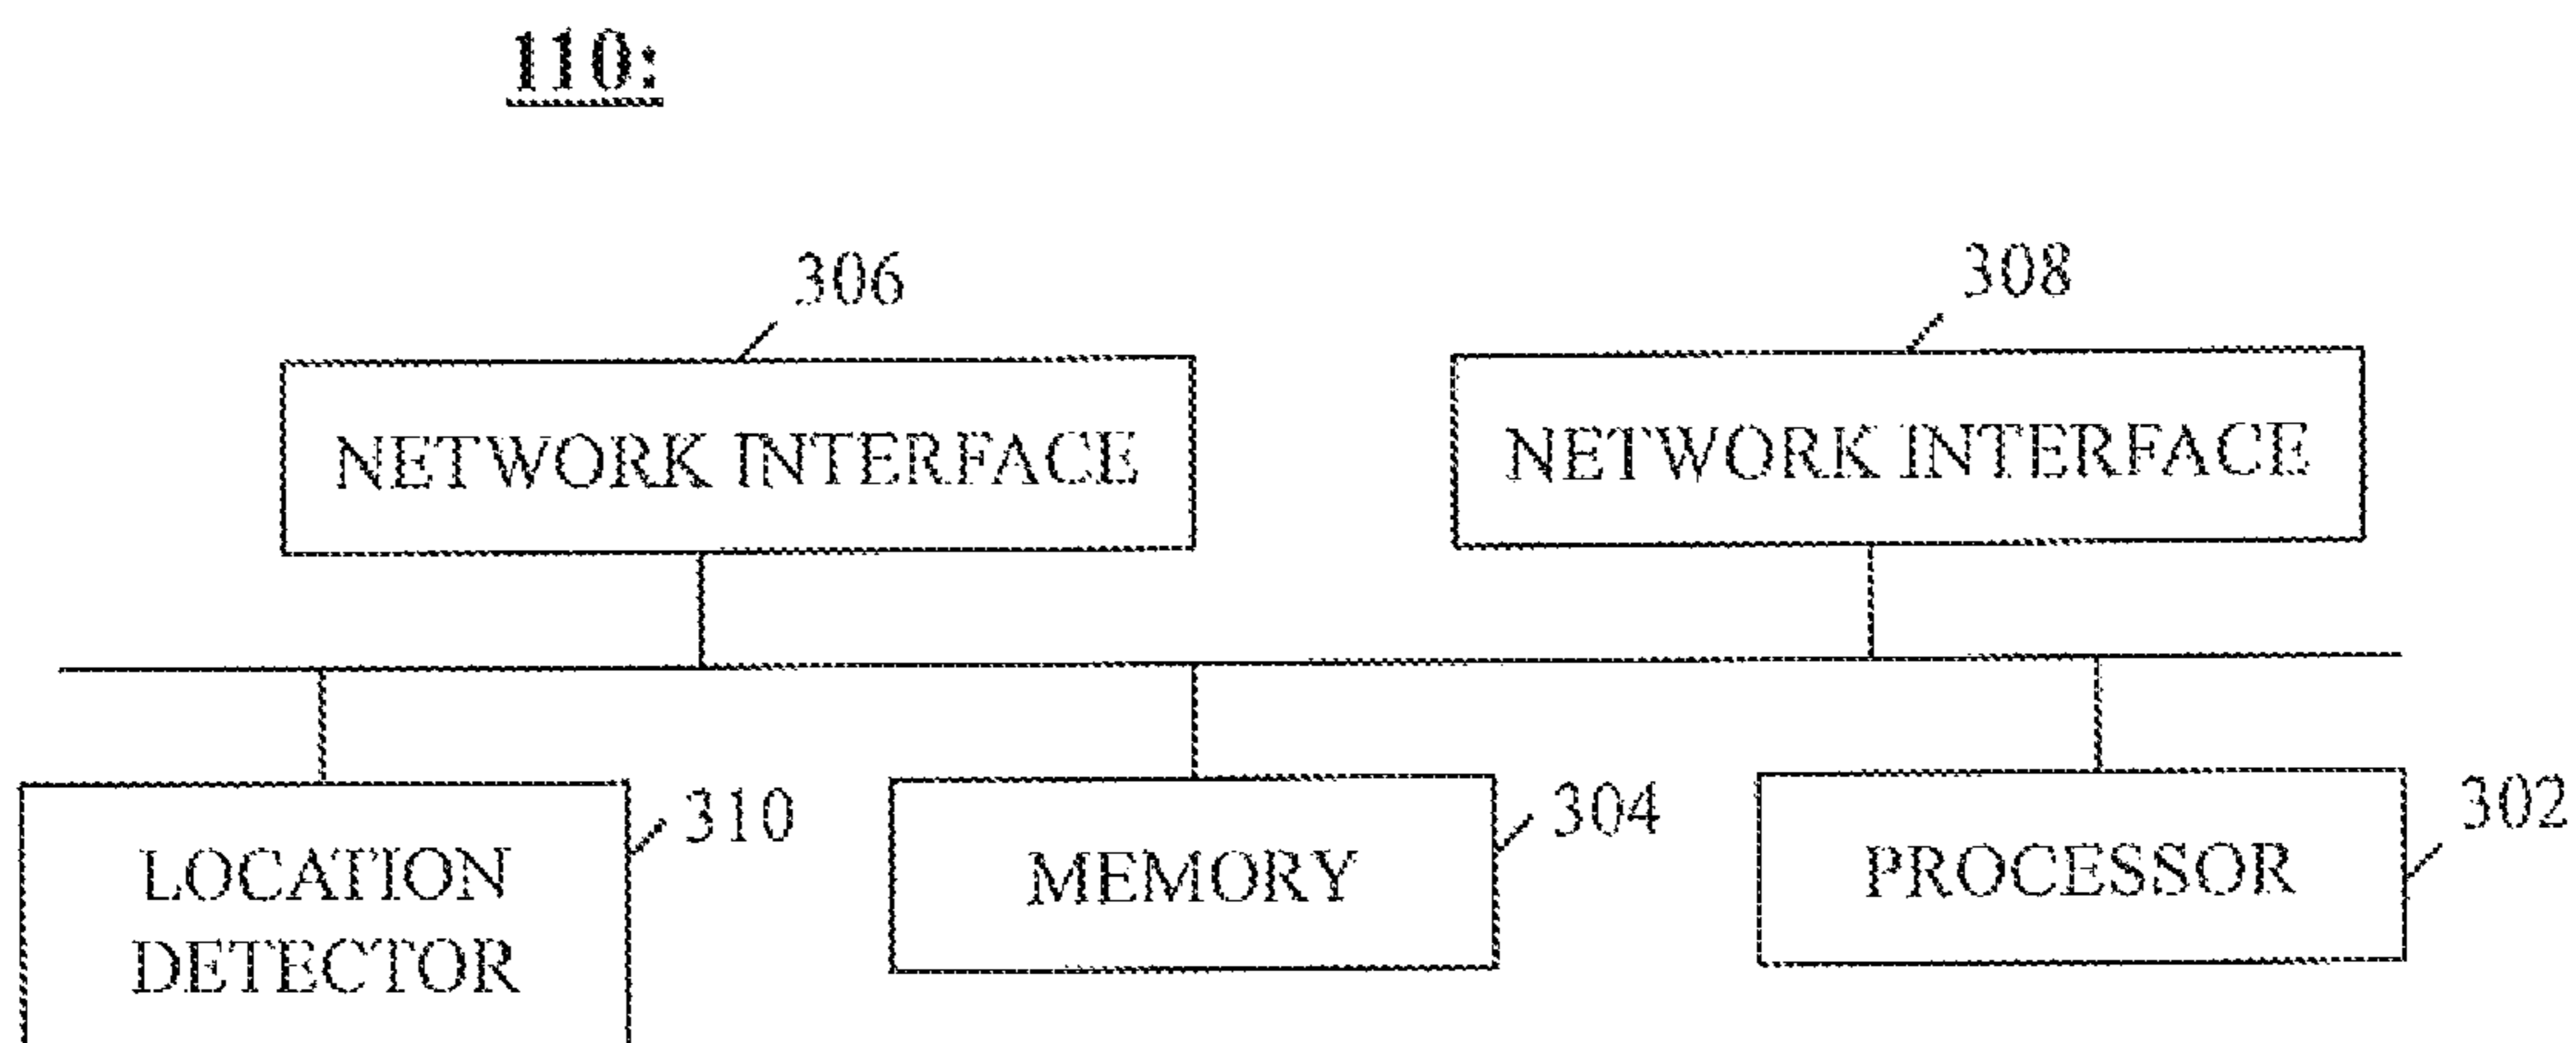 110:
306
308
NETWORK INTERFACE
NETWORK INTERFACE
310
304
302
LOCATION
DETECTOR
MEMORY
PROCESSOR